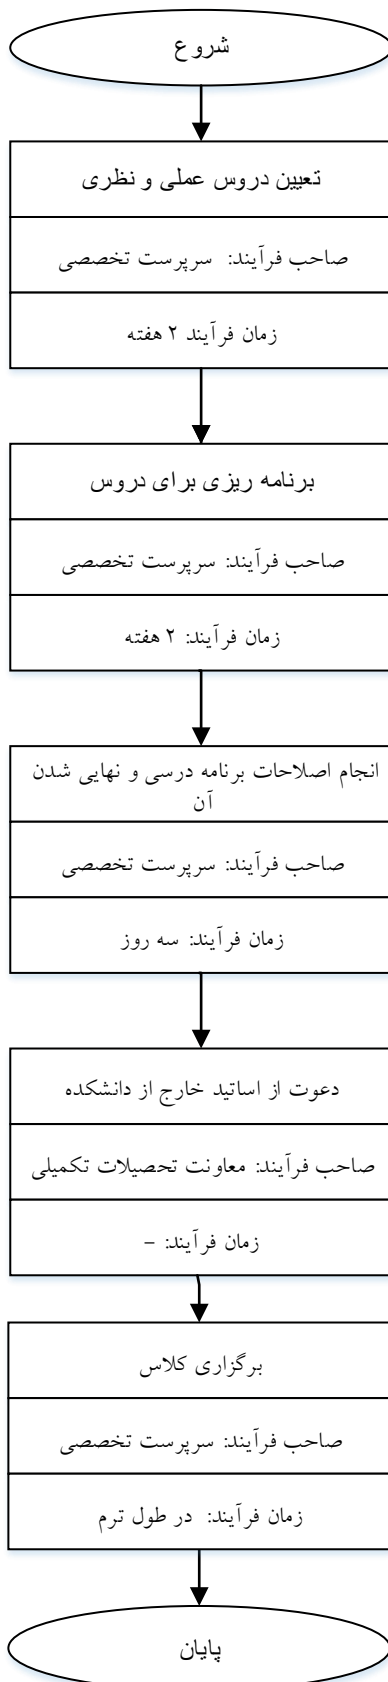 شروع
تعیین دروس عملی و نظری
صاحب فرآیند: سرپرست تخصصی
زمان فرآیند ۲ هفته
برنامه ریزی برای دروس
صاحب فرآیند: سرپرست تخصصی
زمان فرآیند: ۲ هفته
انجام اصلاحات برنامه درسی و نهایی شدن
آن
صاحب فرآیند: سرپرست تخصصی
زمان فرآیند: سه روز
دعوت از اساتید خارج از دانشکده
صاحب فرآیند: معاونت تحصیلات تکمیلی
زمان فرآیند: -
برگزاری کلاس
صاحب فرآیند: سرپرست تخصصی
زمان فرآیند: در طول ترم
پایان